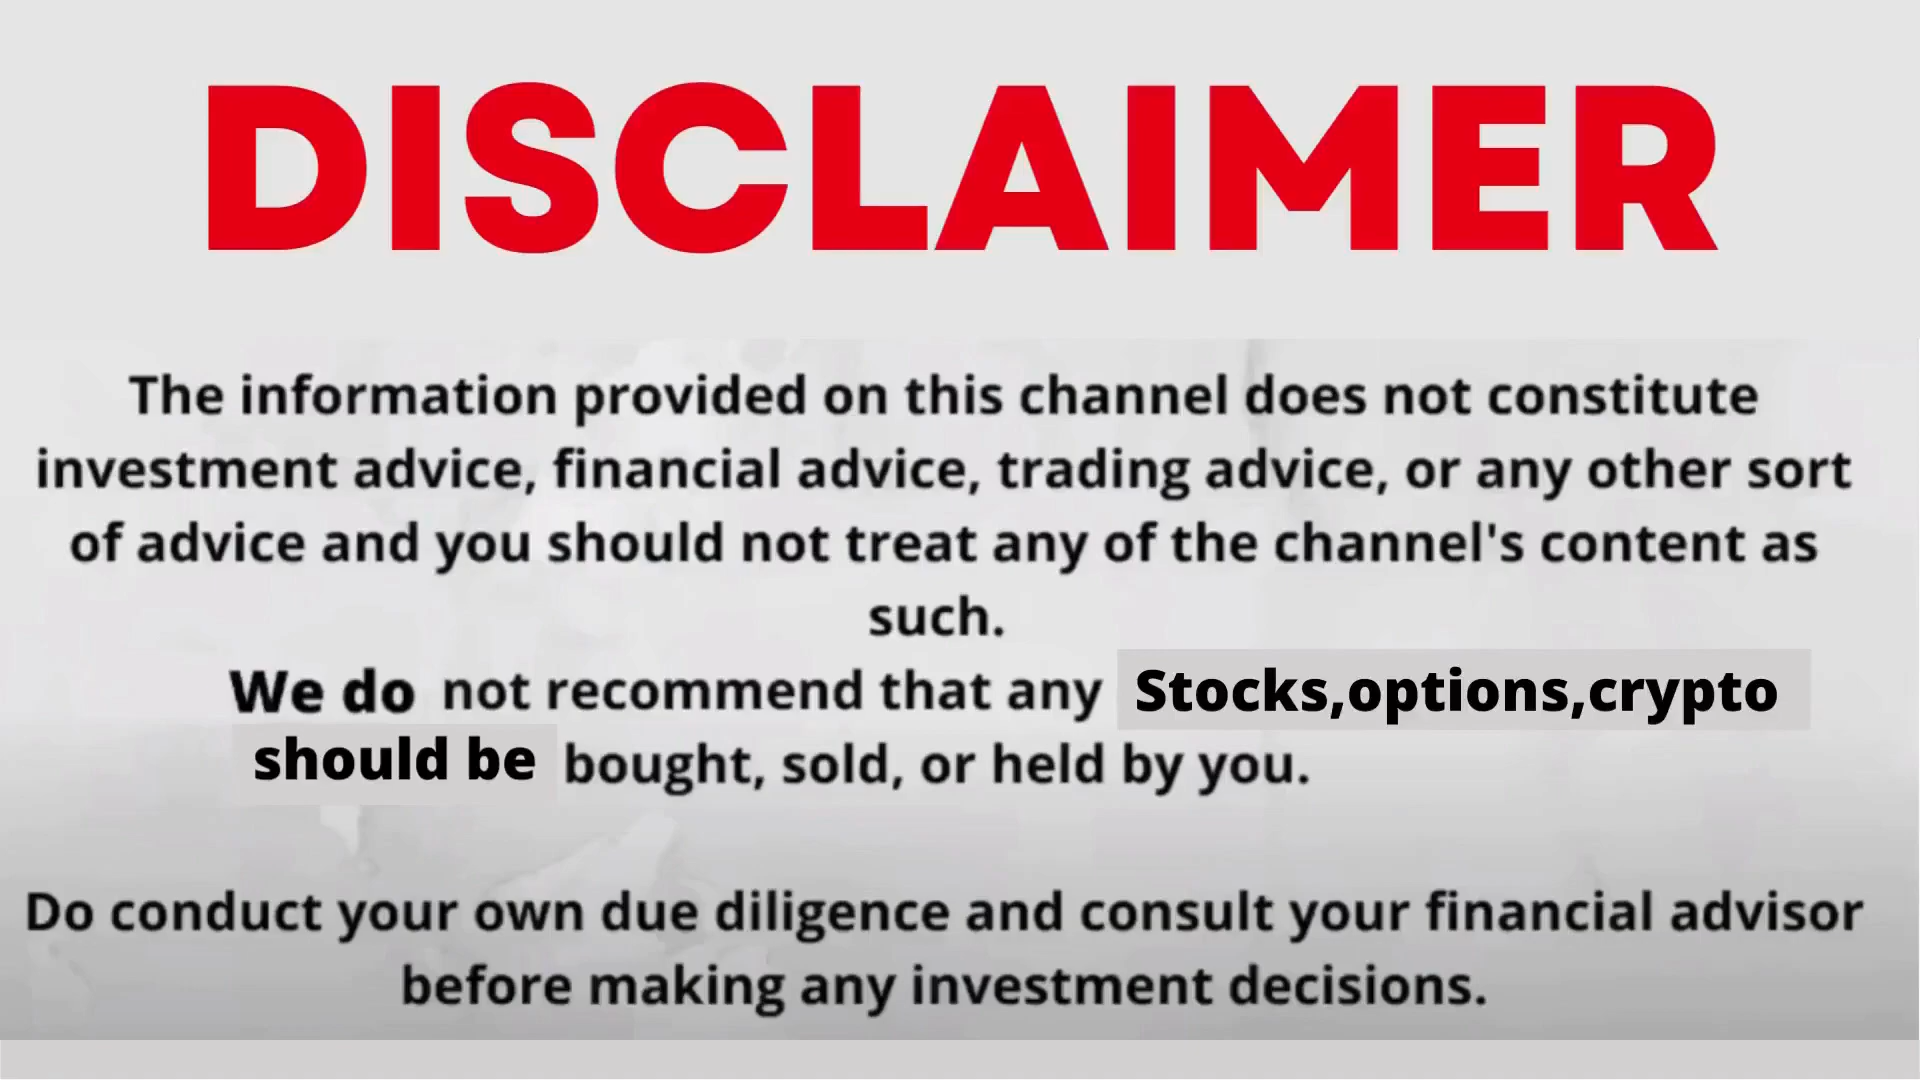 DISCLAIMER
The information provided on this channel does not constitute
investment advice, financial advice, trading advice, or any other sort
of advice and you should not treat any of the channel's content as
such.
We do not recommend that any Stocks,options,crypto
should be bought, sold, or held by you.
Do conduct your own due diligence and consult your financial advisor
before making any investment decisions.